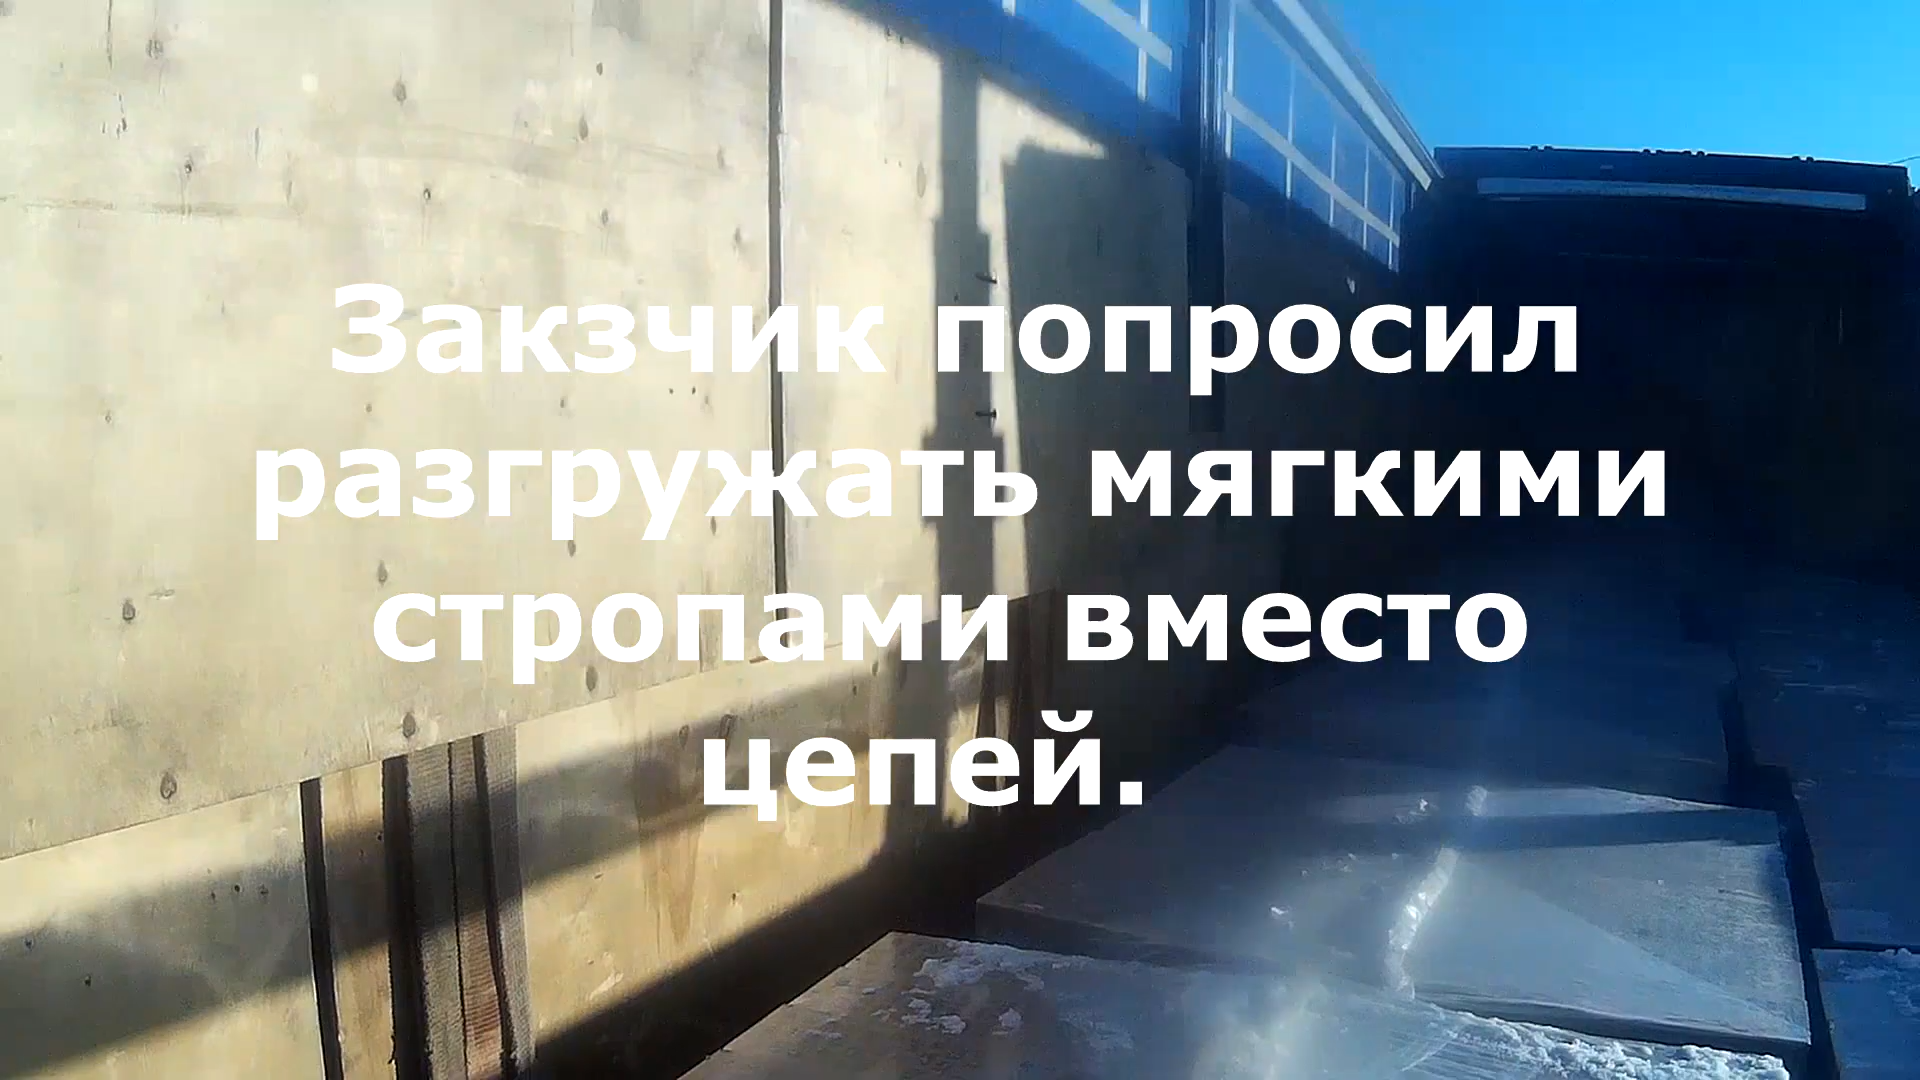 Закзчик попросил
разгружать мягкими
стропами вместо
цепей.